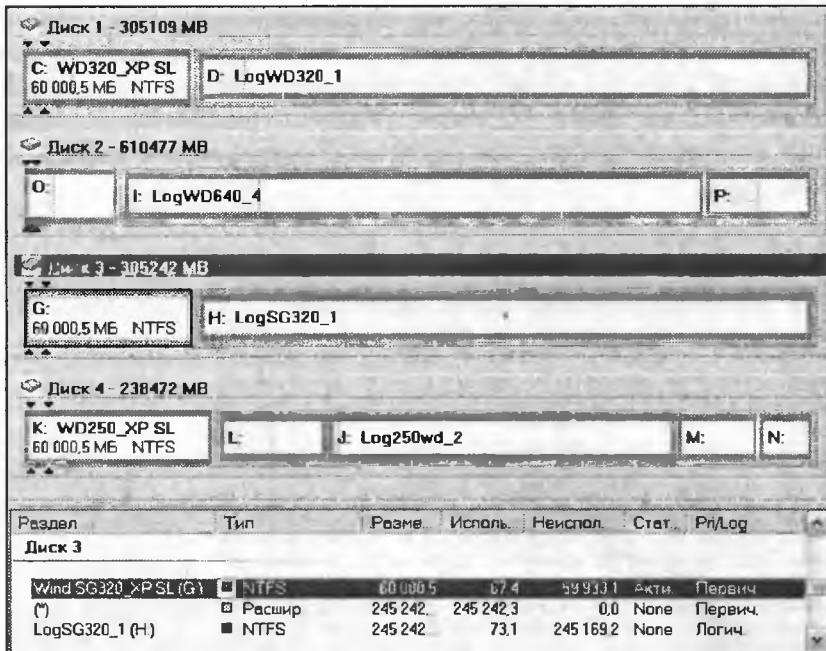 Диск 1 - 305109 MB
C: WD320_XP SL
60 000,5 МБ NTFS
D: LogWD320_1
Диск 2 - 610477 MB
O:
I: LogWD640_4
P:
Диск 3 - 305242 MB
G:
60 000,5 МБ NTFS
H: LogSG320_1
Диск 4 - 238472 MB
K: WD250_XP SL
60 000,5 МБ NTFS
L:
J: Log250wd_2
M:
N:
Раздел Тип Разме... Исполь... Неиспол... Стат... Pri/Log
Диск 3
Wind SG320_XP SL (G:) NTFS 60 000,5 67,4 59 933,1 Акти. Первич.
(*) Расшир 245 242, 245 242,3 0,0 None Первич.
LogSG320_1 (H:) NTFS 245 242 73,1 245 169,2 None Логич.